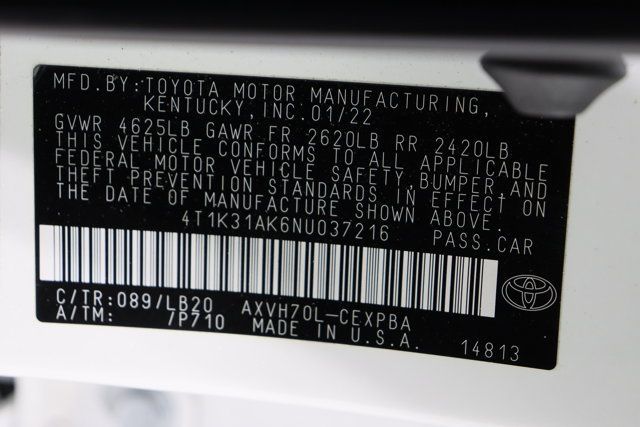 MFD.BY:TOYOTA MOTOR MANUFACTURING,
KENTUCKY,INC.01/22
GVWR 4625LB GAWR FR 2620LB RR 2420LB
THIS VEHICLE CONFORMS TO ALL APPLICABLE
FEDERAL MOTOR VEHICLE SAFETY,BUMPER,AND
THEFT PREVENTION STANDARDS IN EFFECT ON
THE DATE OF MANUFACTURE SHOWN ABOVE.
4T1K31AK6NU037216 PASS.CAR
C/TR:089/LB20 AXVH70L-CEXPBA
A/TM: /P710 MADE IN U.S.A.
14813